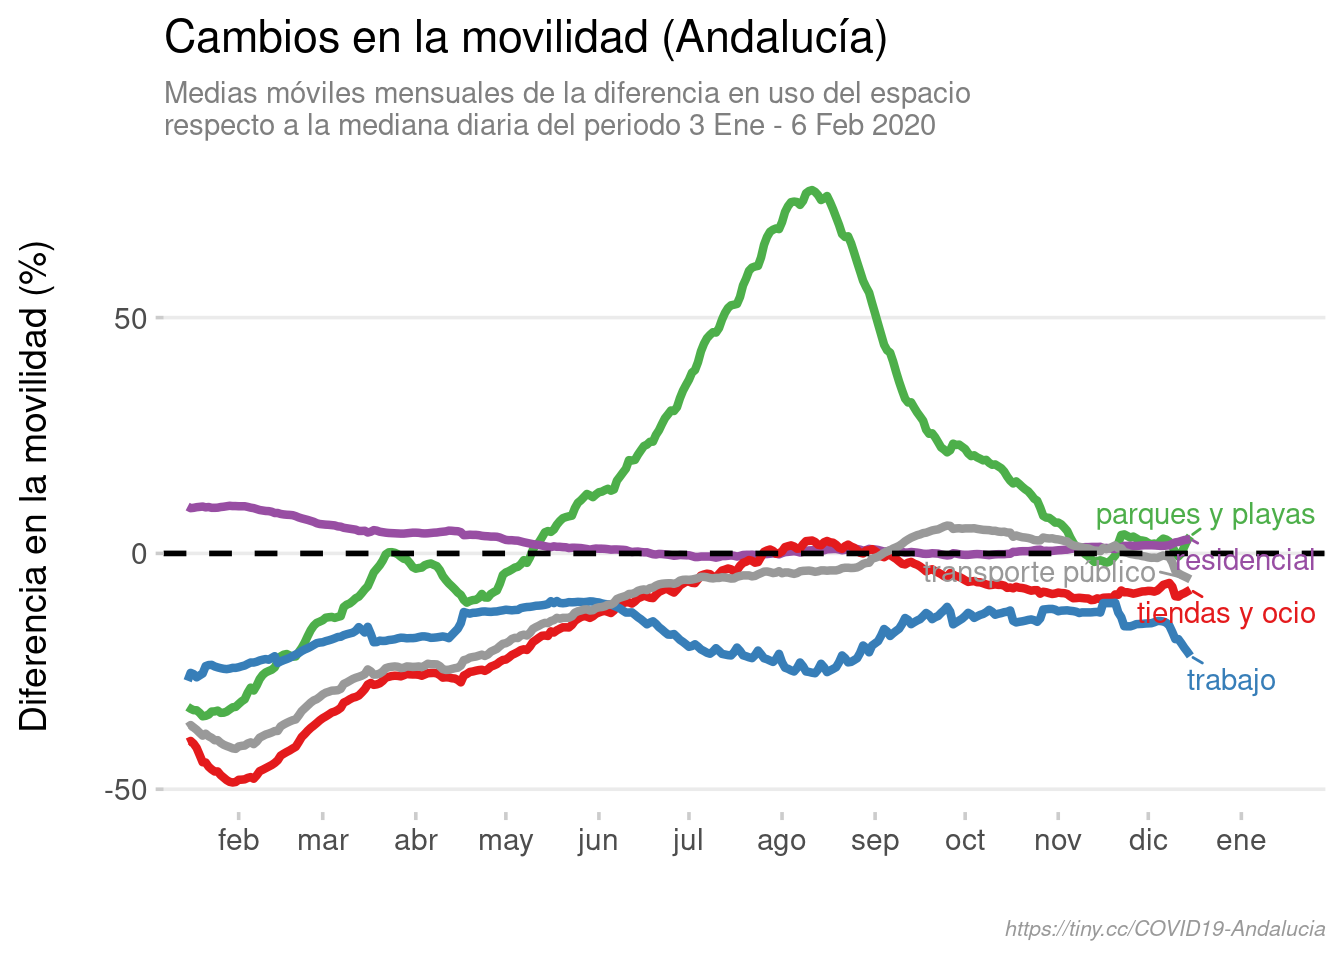 Cambios en la movilidad (Andalucía)
Medias móviles mensuales de la diferencia en uso del espacio
respecto a la mediana diaria del periodo 3 Ene - 6 Feb 2020
Diferencia en la movilidad (%)
50
0
-50
parques y playas
residencial
transporte público
tiendas y ocio
trabajo
feb mar abr may jun jul ago sep oct nov dic ene
https://tiny.cc/COVID19-Andalucia